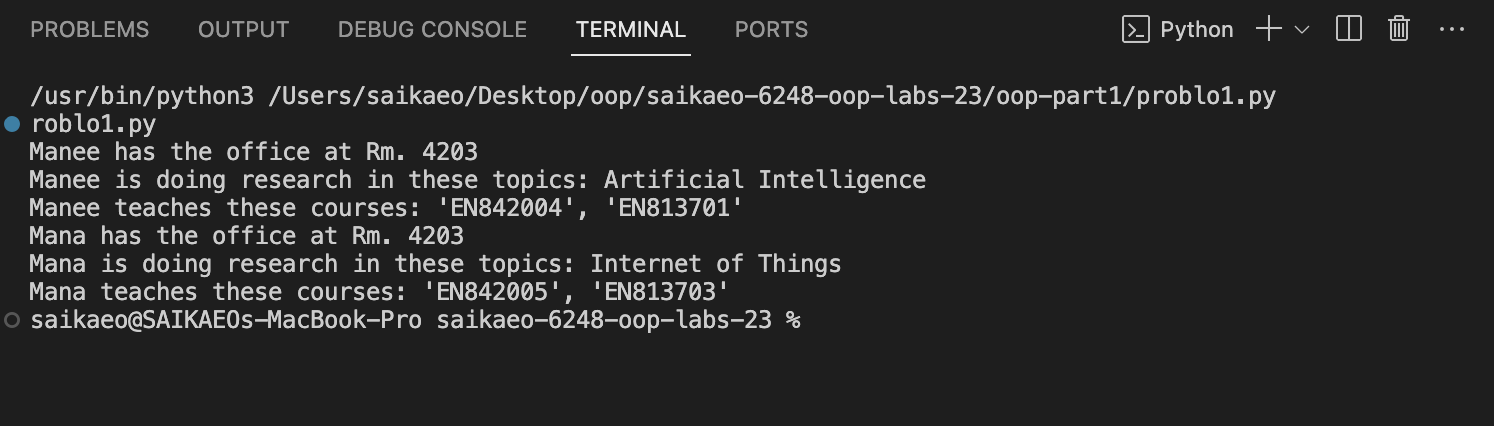 PROBLEMS OUTPUT DEBUG CONSOLE TERMINAL PORTS Python
/usr/bin/python3 /Users/saikaeo/Desktop/oop/saikaeo-6248-oop-labs-23/oop-part1/problo1.py
roblo1.py
Manee has the office at Rm. 4203
Manee is doing research in these topics: Artificial Intelligence
Manee teaches these courses: 'EN842004', 'EN813701'
Mana has the office at Rm. 4203
Mana is doing research in these topics: Internet of Things
Mana teaches these courses: 'EN842005', 'EN813703'
saikaeo@SAIKAEOs-MacBook-Pro saikaeo-6248-oop-labs-23 %